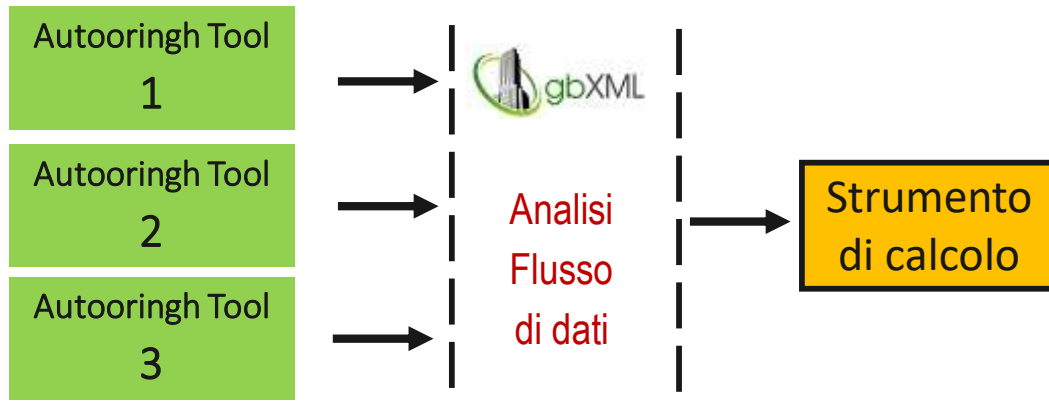 Autooringh Tool
1
Autooringh Tool
2
Autooringh Tool
3
gbXML
Analisi
Flusso
di dati
Strumento
di calcolo